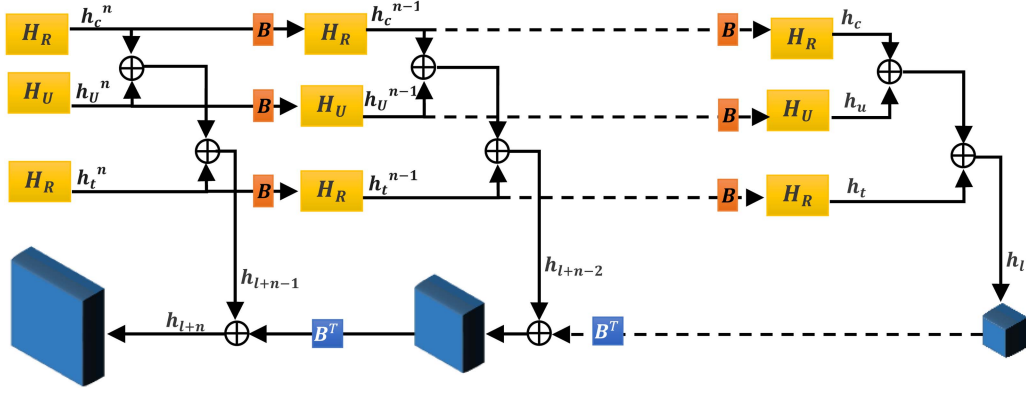 H_R h_c^n B H_R h_c^{n-1} B H_R h_c
H_U h_U^n B H_U h_U^{n-1} B H_U h_u
H_R h_t^n B H_R h_t^{n-1} B H_R h_t
h_{l+n-1} h_{l+n-2} h_l
h_{l+n} B^T B^T